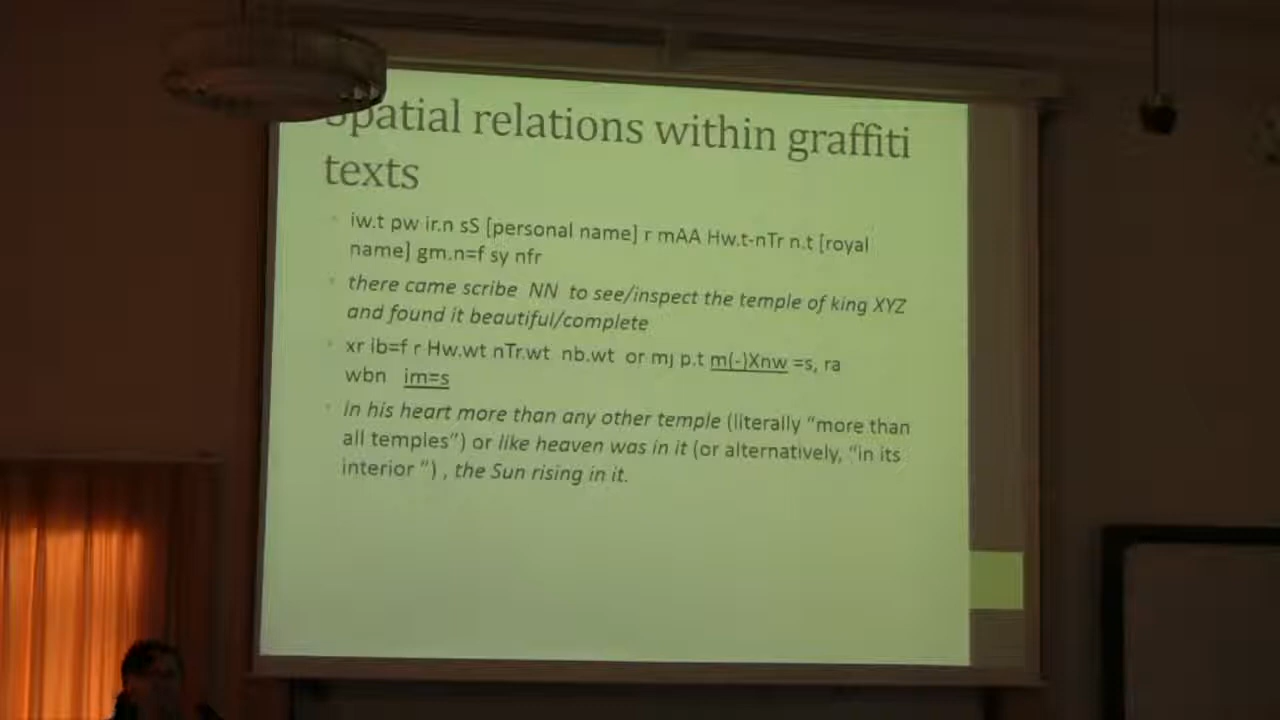 Spatial relations within graffiti
texts
iw.t pw ir.n sS [personal name] r mAA Hw.t-nTr n.t [royal
name] gm.n=f sy nfr
there came scribe NN to see/inspect the temple of king XYZ
and found it beautiful/complete
xr ib=f r Hw.wt nTr.wt nb.wt or mj p.t m(-)Xnw =s, ra
wbn im=s
In his heart more than any other temple (literally “more than
all temples”) or like heaven was in it (or alternatively, “in its
interior ”) , the Sun rising in it.